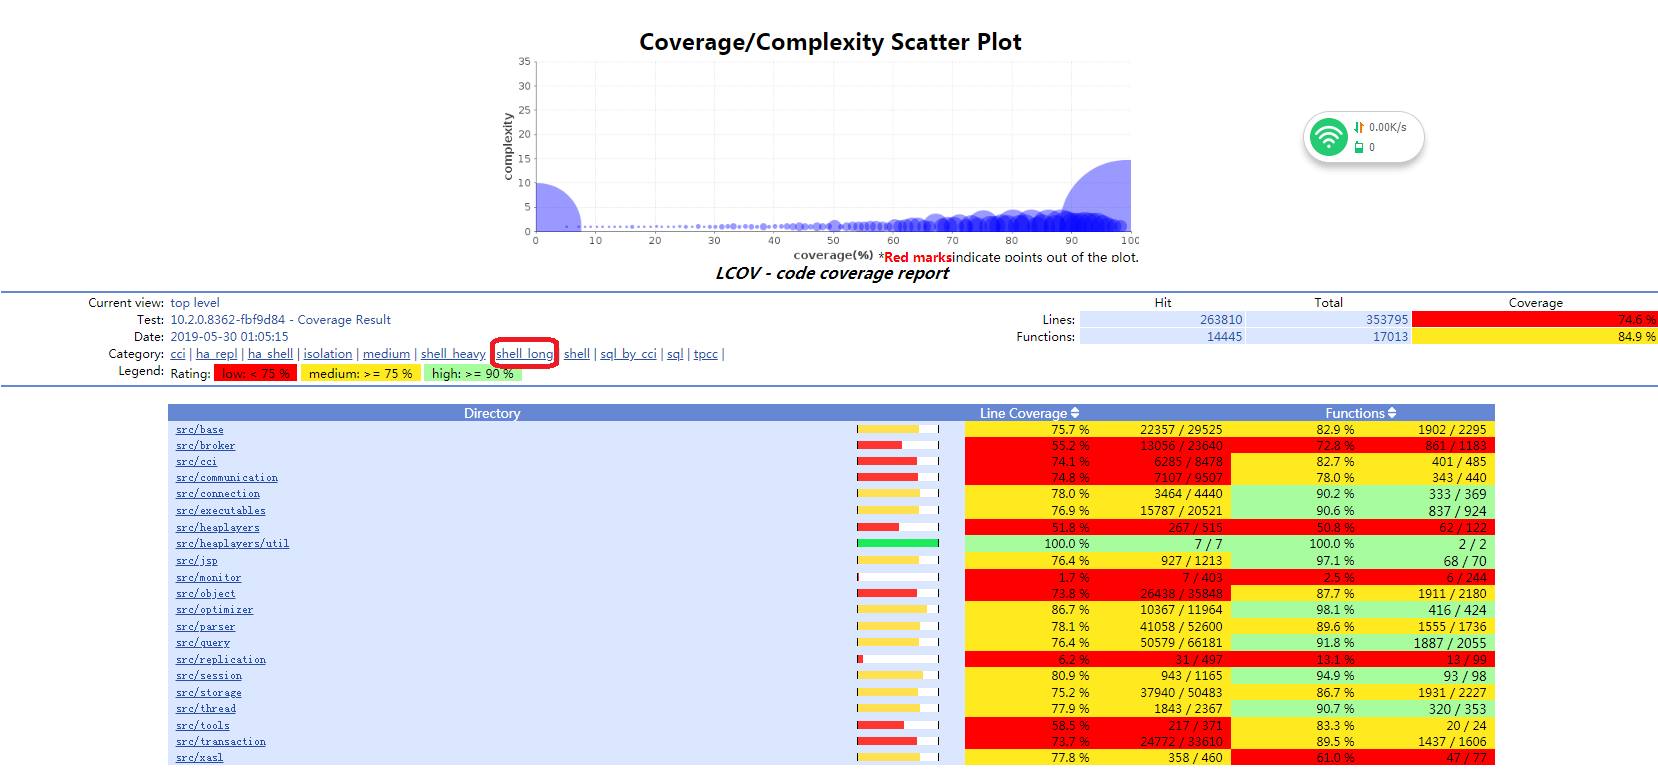 Coverage/Complexity Scatter Plot
35
30
25
20
15
10
5
0
complexity
0 10 20 30 40 50 60 70 80 90 100
coverage(%) *Red marks indicate points out of the plot.
LCOV - code coverage report
0.00K/s
0
Current view: top level
Test: 10.2.0.8362-fbf9d84 - Coverage Result
Date: 2019-05-30 01:05:15
Category: cci | ha_repl | ha_shell | isolation | medium | shell_heavy shell_long shell | sql_by_cci | sql | tpcc |
Legend: Rating: low: < 75 % medium: >= 75 % high: >= 90 %
Hit Total Coverage
Lines: 263810 353795 74.6 %
Functions: 14445 17013 84.9 %
Directory Line Coverage Functions
src/base 75.7 % 22357 / 29525 82.9 % 1902 / 2295
src/broker 55.2 % 13056 / 23640 72.8 % 861 / 1183
src/cci 74.1 % 6285 / 8478 82.7 % 401 / 485
src/communication 74.8 % 7107 / 9507 78.0 % 343 / 440
src/connection 78.0 % 3464 / 4440 90.2 % 333 / 369
src/executables 76.9 % 15787 / 20521 90.6 % 837 / 924
src/heaplayers 51.8 % 267 / 515 50.8 % 62 / 122
src/heaplayers/util 100.0 % 7 / 7 100.0 % 2 / 2
src/jsp 76.4 % 927 / 1213 97.1 % 68 / 70
src/monitor 1.7 % 7 / 403 2.5 % 6 / 244
src/object 73.8 % 26438 / 35848 87.7 % 1911 / 2180
src/optimizer 86.7 % 10367 / 11964 98.1 % 416 / 424
src/parser 78.1 % 41058 / 52600 89.6 % 1555 / 1736
src/query 76.4 % 50579 / 66181 91.8 % 1887 / 2055
src/replication 6.2 % 31 / 497 13.1 % 13 / 99
src/session 80.9 % 943 / 1165 94.9 % 93 / 98
src/storage 75.2 % 37940 / 50483 86.7 % 1931 / 2227
src/thread 77.9 % 1843 / 2367 90.7 % 320 / 353
src/tools 58.5 % 217 / 371 83.3 % 20 / 24
src/transaction 73.7 % 24772 / 33610 89.5 % 1437 / 1606
src/xasl 77.8 % 358 / 460 61.0 % 47 / 77